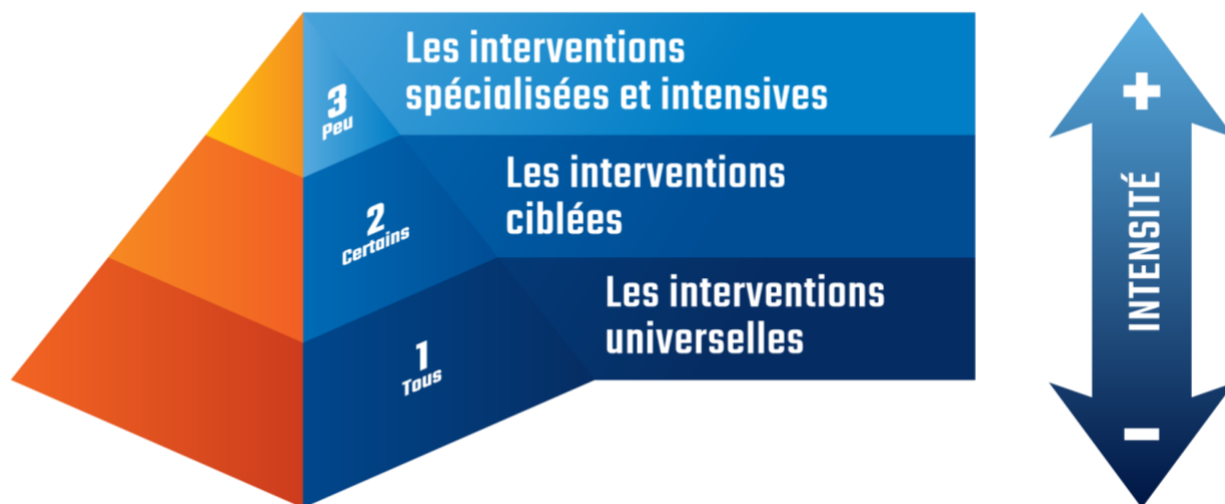 3
Peu
Les interventions
spécialisées et intensives
2
Certains
Les interventions
ciblées
1
Tous
Les interventions
universelles
+
INTENSITÉ
-